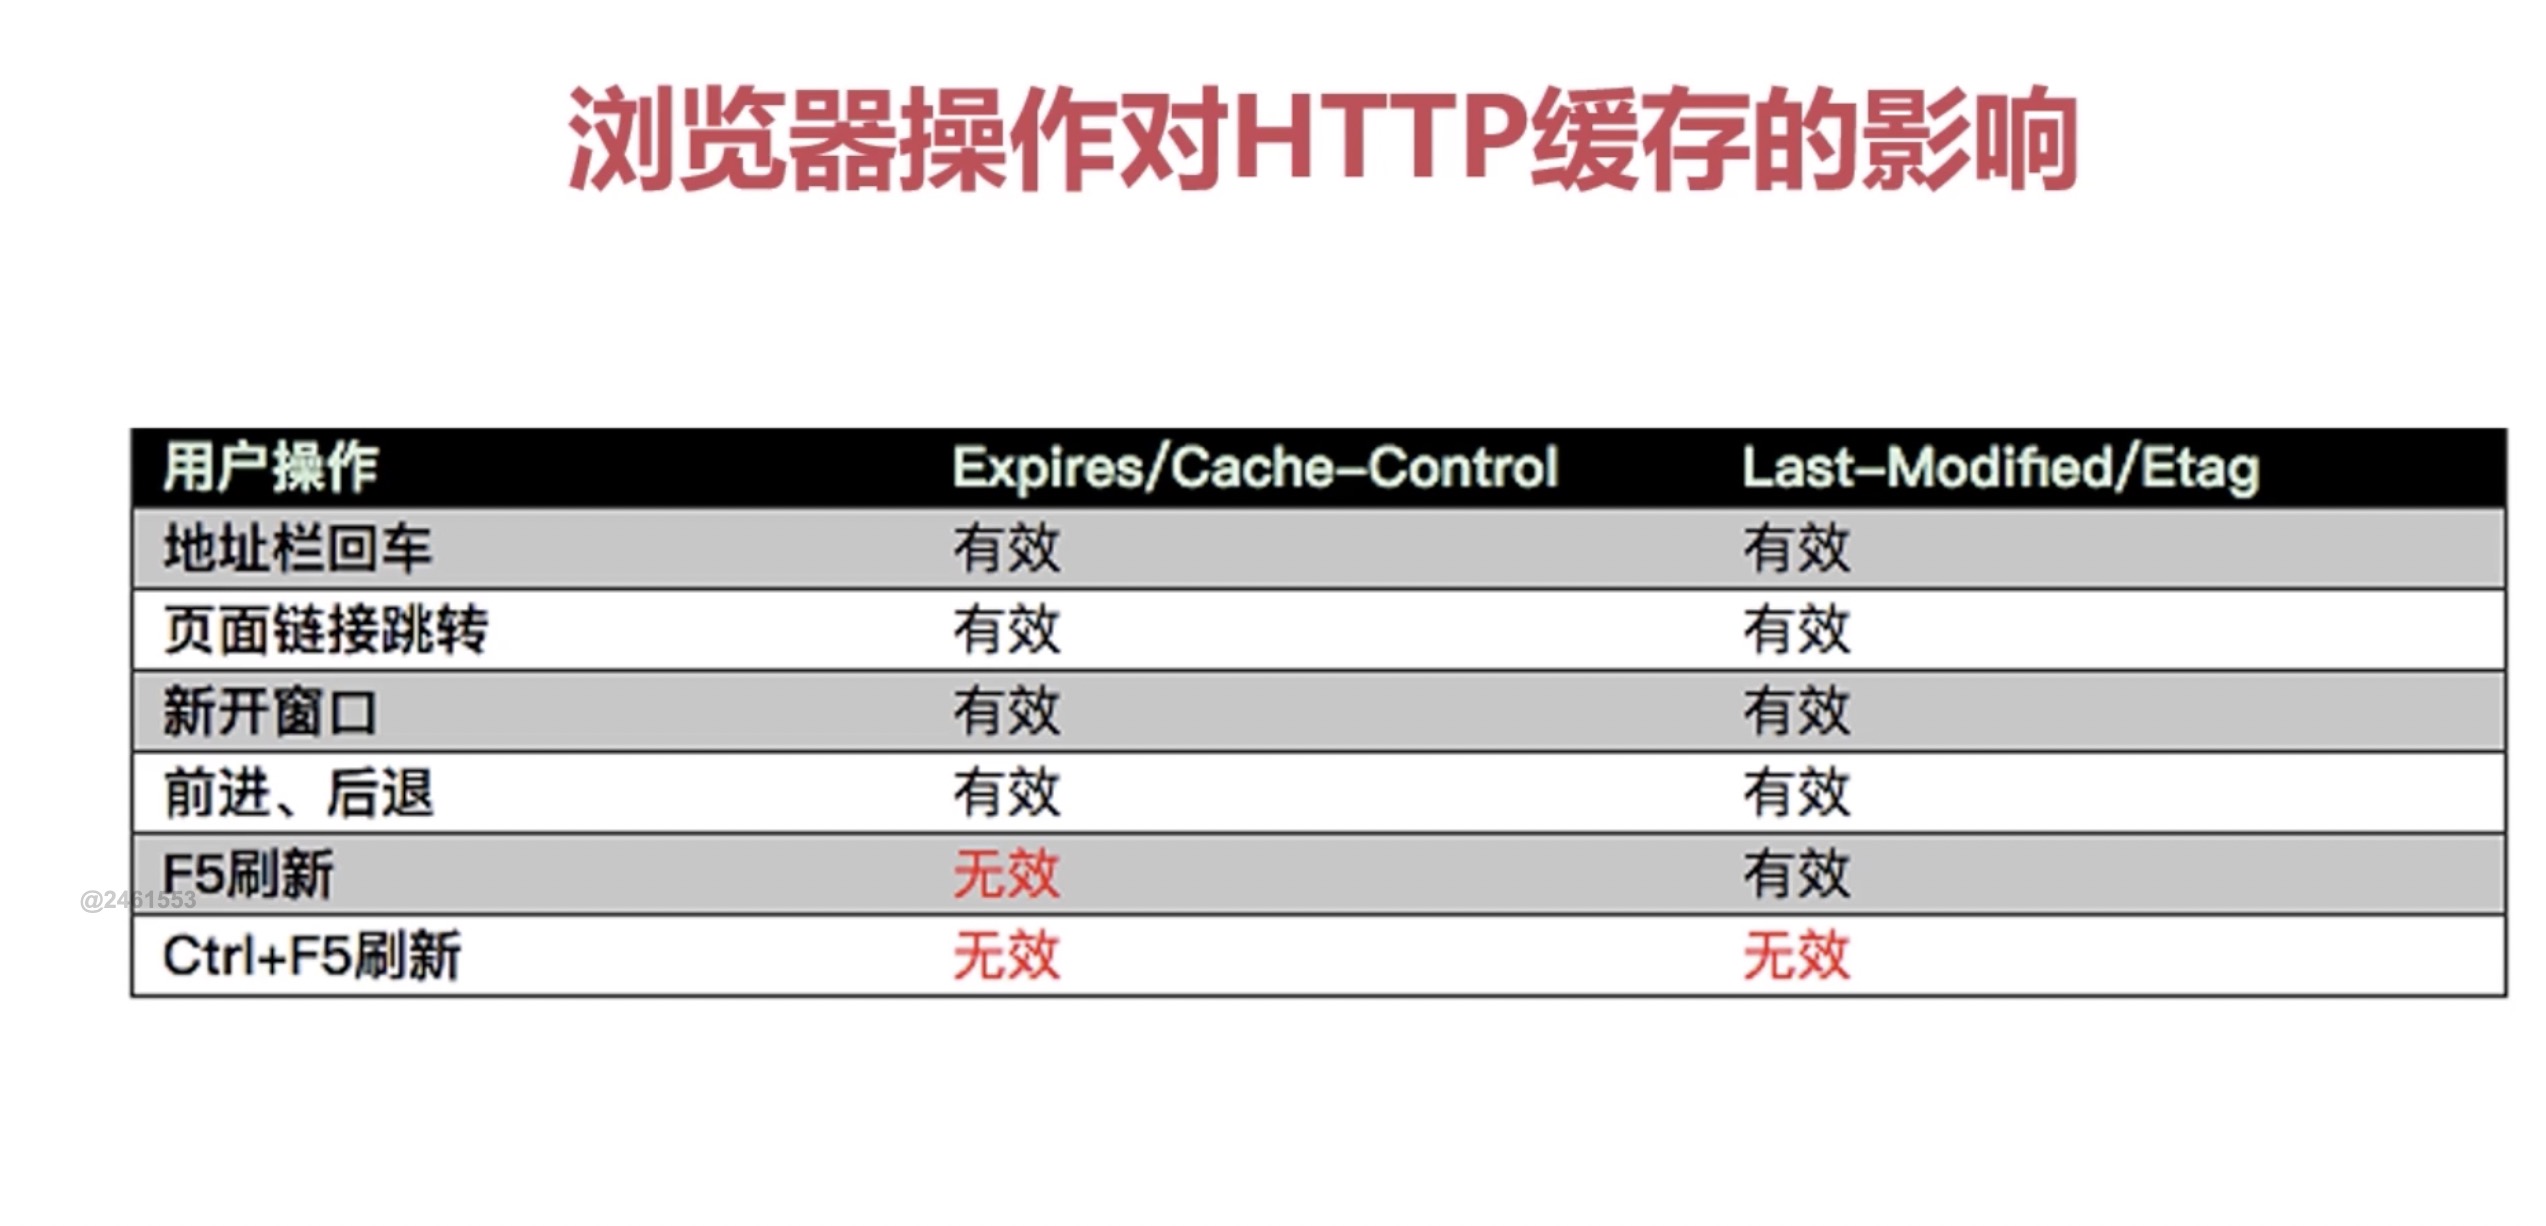 浏览器操作对HTTP缓存的影响
用户操作 Expires/Cache-Control Last-Modified/Etag
地址栏回车 有效 有效
页面链接跳转 有效 有效
新开窗口 有效 有效
前进、后退 有效 有效
F5刷新 无效 有效
@2461553
Ctrl+F5刷新 无效 无效